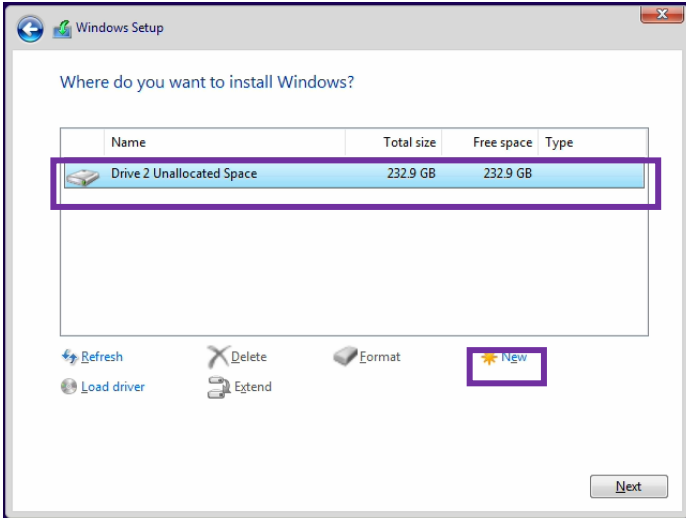 Windows Setup
Where do you want to install Windows?
Name Total size Free space Type
Drive 2 Unallocated Space 232.9 GB 232.9 GB
Refresh Delete Format New
Load driver Extend
Next